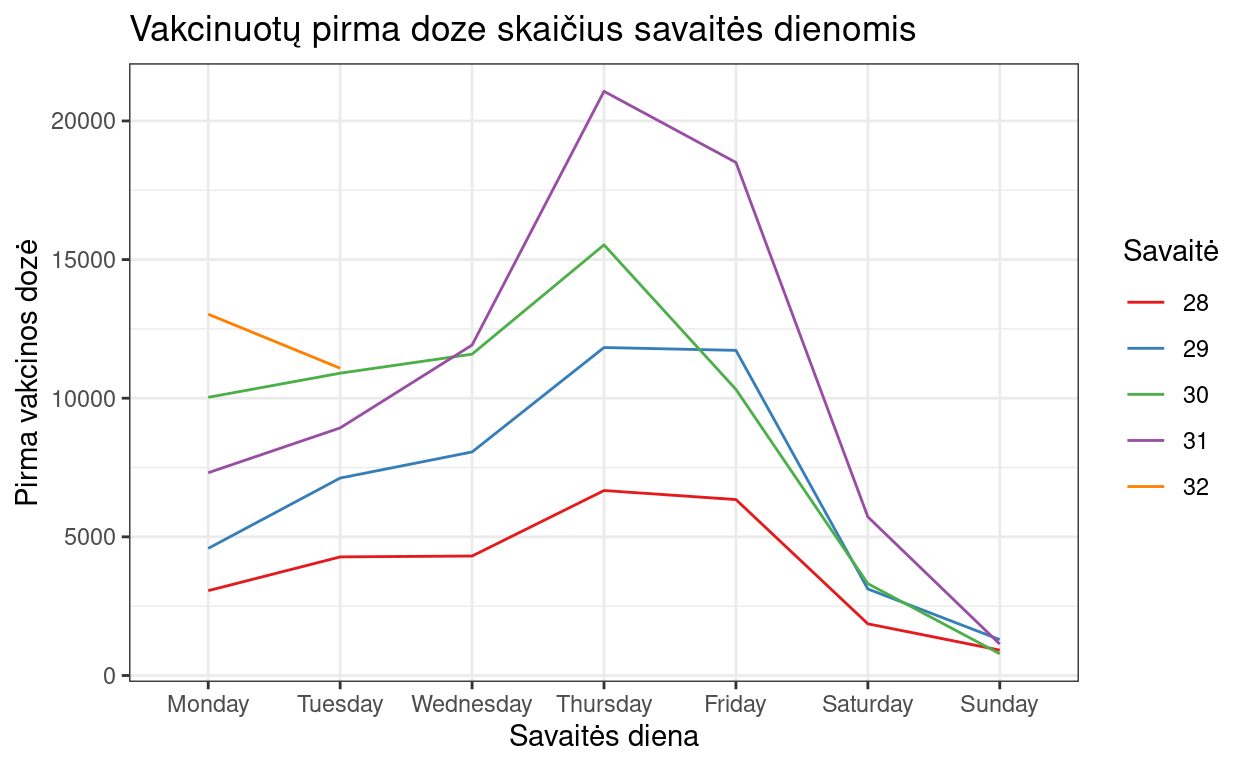 Vakcinuotų pirma doze skaičius savaitės dienomis
Pirma vakcinos dozė
20000
15000
10000
5000
0
Monday Tuesday Wednesday Thursday Friday Saturday Sunday
Savaitės diena
Savaitė
28
29
30
31
32